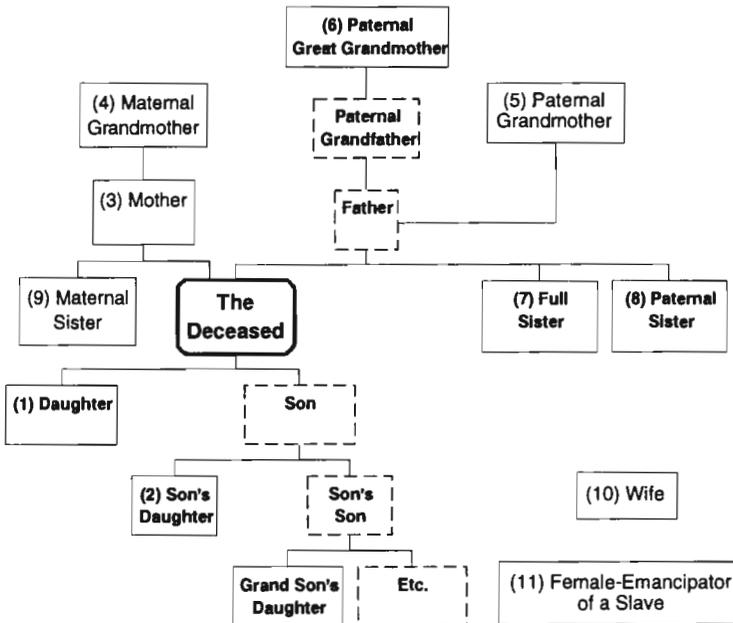 (6) Paternal
Great Grandmother
(4) Maternal
Grandmother
Paternal
Grandfather
(5) Paternal
Grandmother
(3) Mother
Father
(9) Maternal
Sister
The
Deceased
(7) Full
Sister
(8) Paternal
Sister
(1) Daughter
Son
(2) Son's
Daughter
Son's
Son
(10) Wife
Grand Son's
Daughter
Etc.
(11) Female-Emancipator
of a Slave